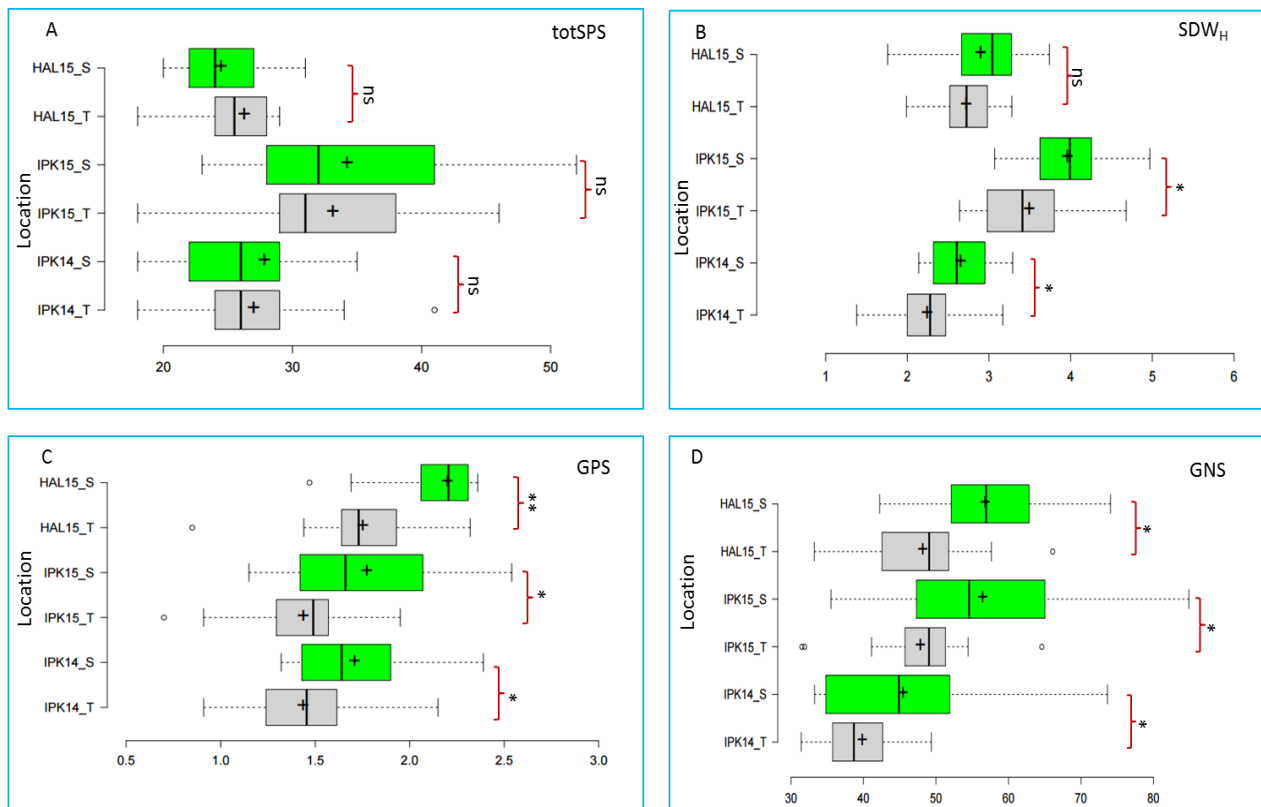 A
totSPS
HAL15_S
HAL15_T
IPK15_S
IPK15_T
IPK14_S
IPK14_T
Location
ns
ns
ns
20 30 40 50
B
SDWH
HAL15_S
HAL15_T
IPK15_S
IPK15_T
IPK14_S
IPK14_T
Location
ns
*
*
1 2 3 4 5 6
C
GPS
HAL15_S
HAL15_T
IPK15_S
IPK15_T
IPK14_S
IPK14_T
Location
**
*
*
0.5 1.0 1.5 2.0 2.5 3.0
D
GNS
HAL15_S
HAL15_T
IPK15_S
IPK15_T
IPK14_S
IPK14_T
Location
*
*
*
30 40 50 60 70 80